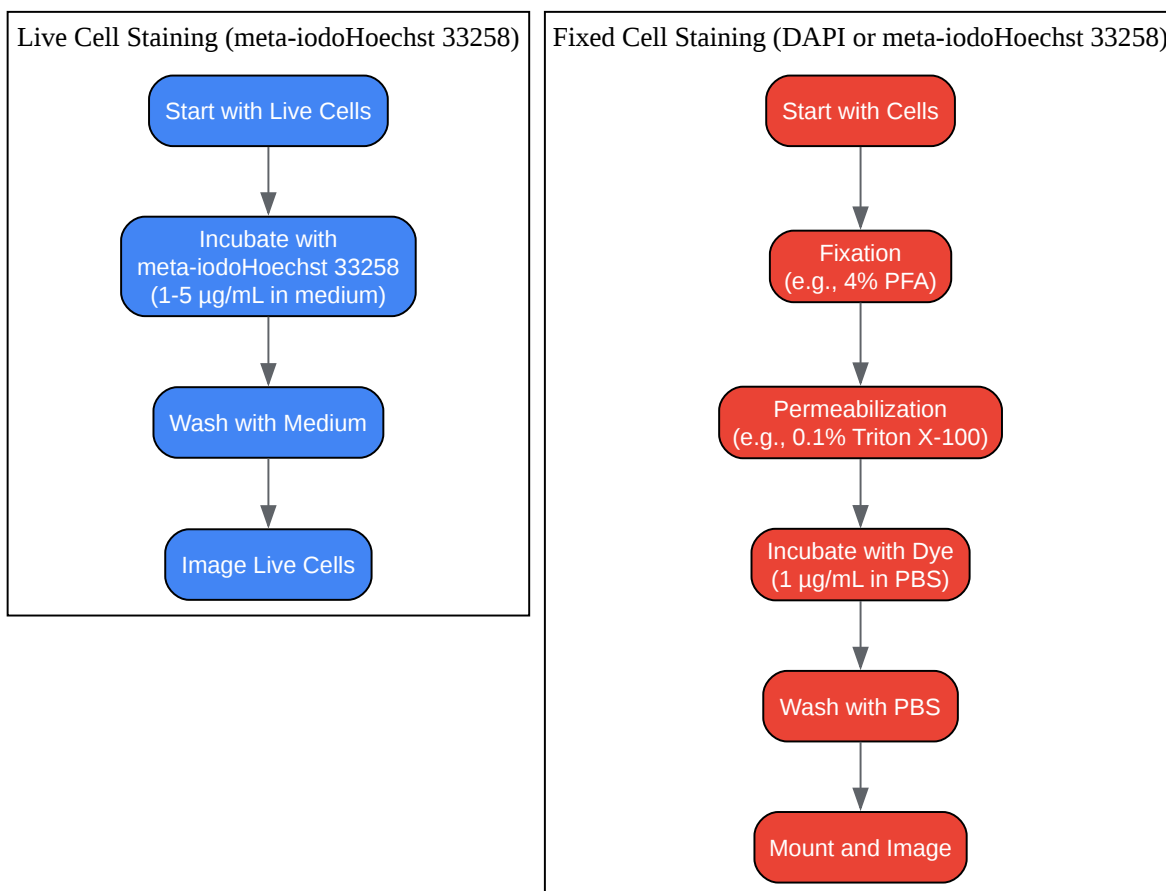 Live Cell Staining (meta-iodoHoechst 33258)
Start with Live Cells
Incubate with
meta-iodoHoechst 33258
(1-5 µg/mL in medium)
Wash with Medium
Image Live Cells
Fixed Cell Staining (DAPI or meta-iodoHoechst 33258)
Start with Cells
Fixation
(e.g., 4% PFA)
Permeabilization
(e.g., 0.1% Triton X-100)
Incubate with Dye
(1 µg/mL in PBS)
Wash with PBS
Mount and Image